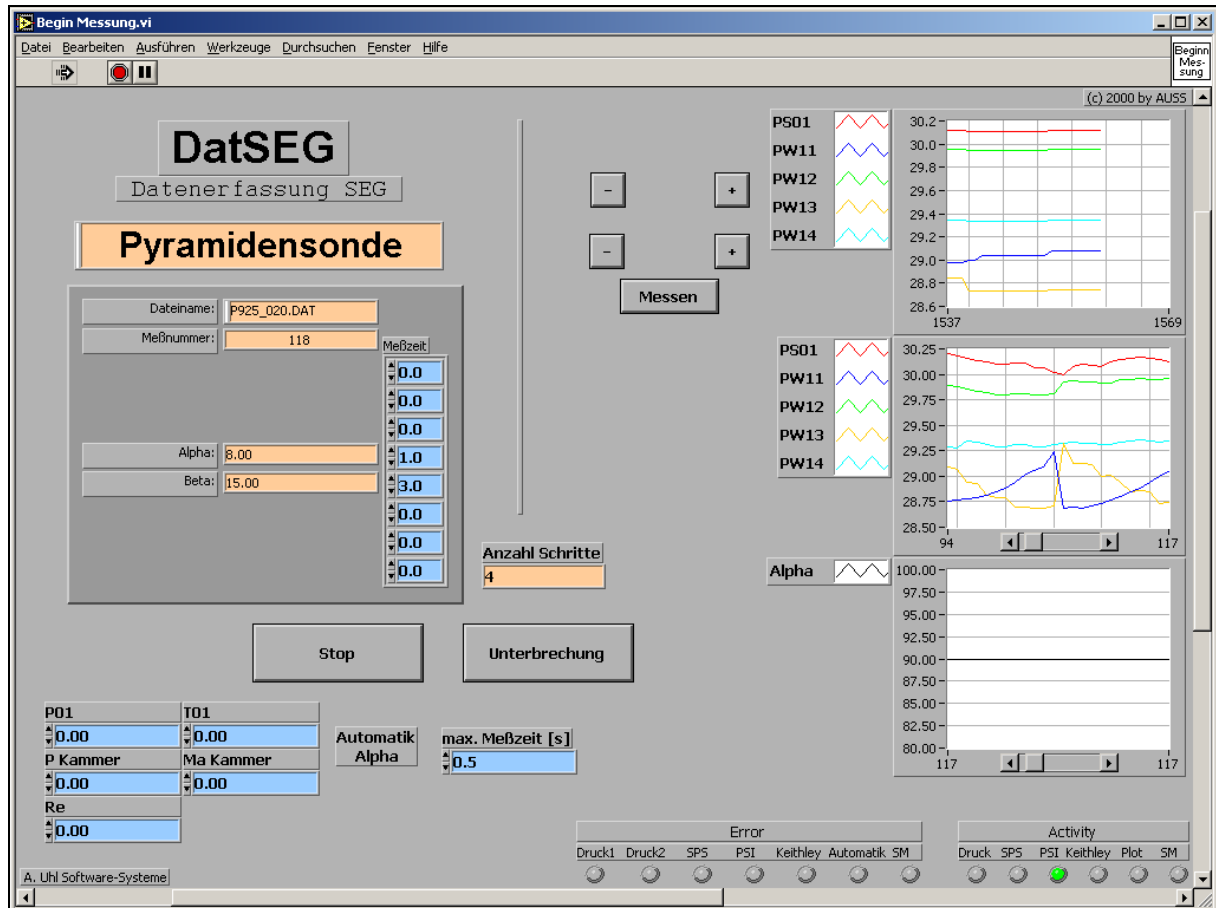 Begin Messung.vi
Datei Bearbeiten Ausführen Werkzeuge Durchsuchen Fenster Hilfe
Beginn
Mes-
sung
(c) 2000 by AUSS
DatSEG
Datenerfassung SEG
Pyramidensonde
Dateiname: P925_020.DAT
Meßnummer: 118
Meßzeit
0.0
0.0
0.0
1.0
3.0
0.0
0.0
0.0
Alpha: 8.00
Beta: 15.00
- +
- +
Messen
Anzahl Schritte
4
Stop
Unterbrechung
P01 T01
0.00 0.00
P Kammer Ma Kammer
0.00 0.00
Re
0.00
Automatik
Alpha
max. Meßzeit [s]
0.5
PS01
PW11
PW12
PW13
PW14
30.2
30.0
29.8
29.6
29.4
29.2
29.0
28.8
28.6
1537 1569
PS01
PW11
PW12
PW13
PW14
30.25
30.00
29.75
29.50
29.25
29.00
28.75
28.50
94 117
Alpha
100.00
97.50
95.00
92.50
90.00
87.50
85.00
82.50
80.00
117 117
Error
Druck1 Druck2 SPS PSI Keithley Automatik SM
Activity
Druck SPS PSI Keithley Plot SM
A. Uhl Software-Systeme